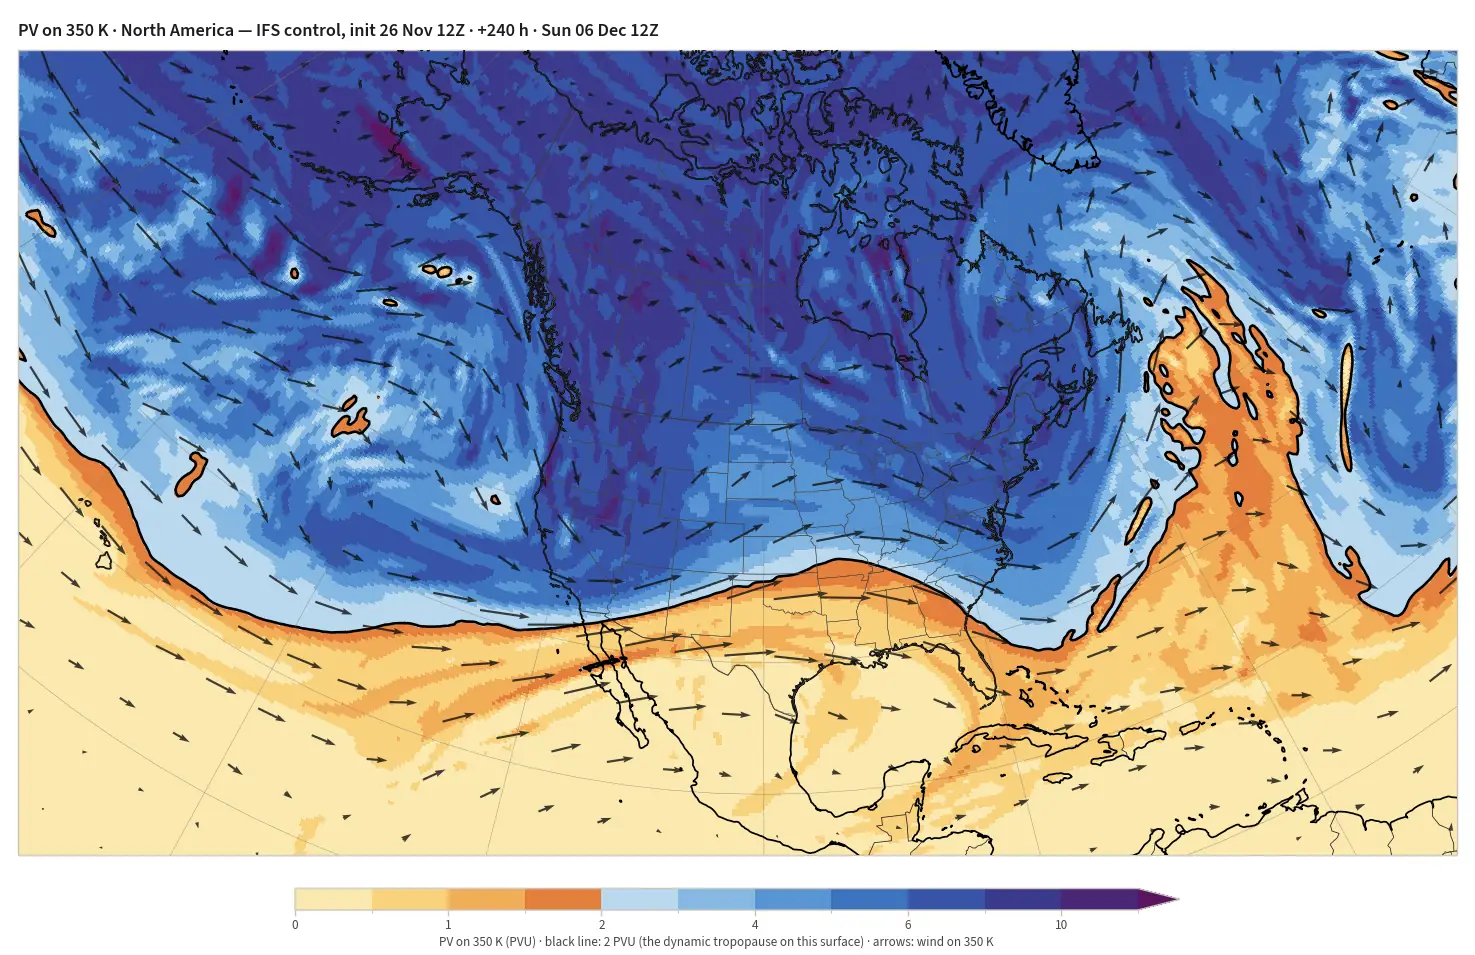 PV on 350 K · North America — IFS control, init 26 Nov 12Z · +240 h · Sun 06 Dec 12Z
0 1 2 4 6 10
PV on 350 K (PVU) · black line: 2 PVU (the dynamic tropopause on this surface) · arrows: wind on 350 K